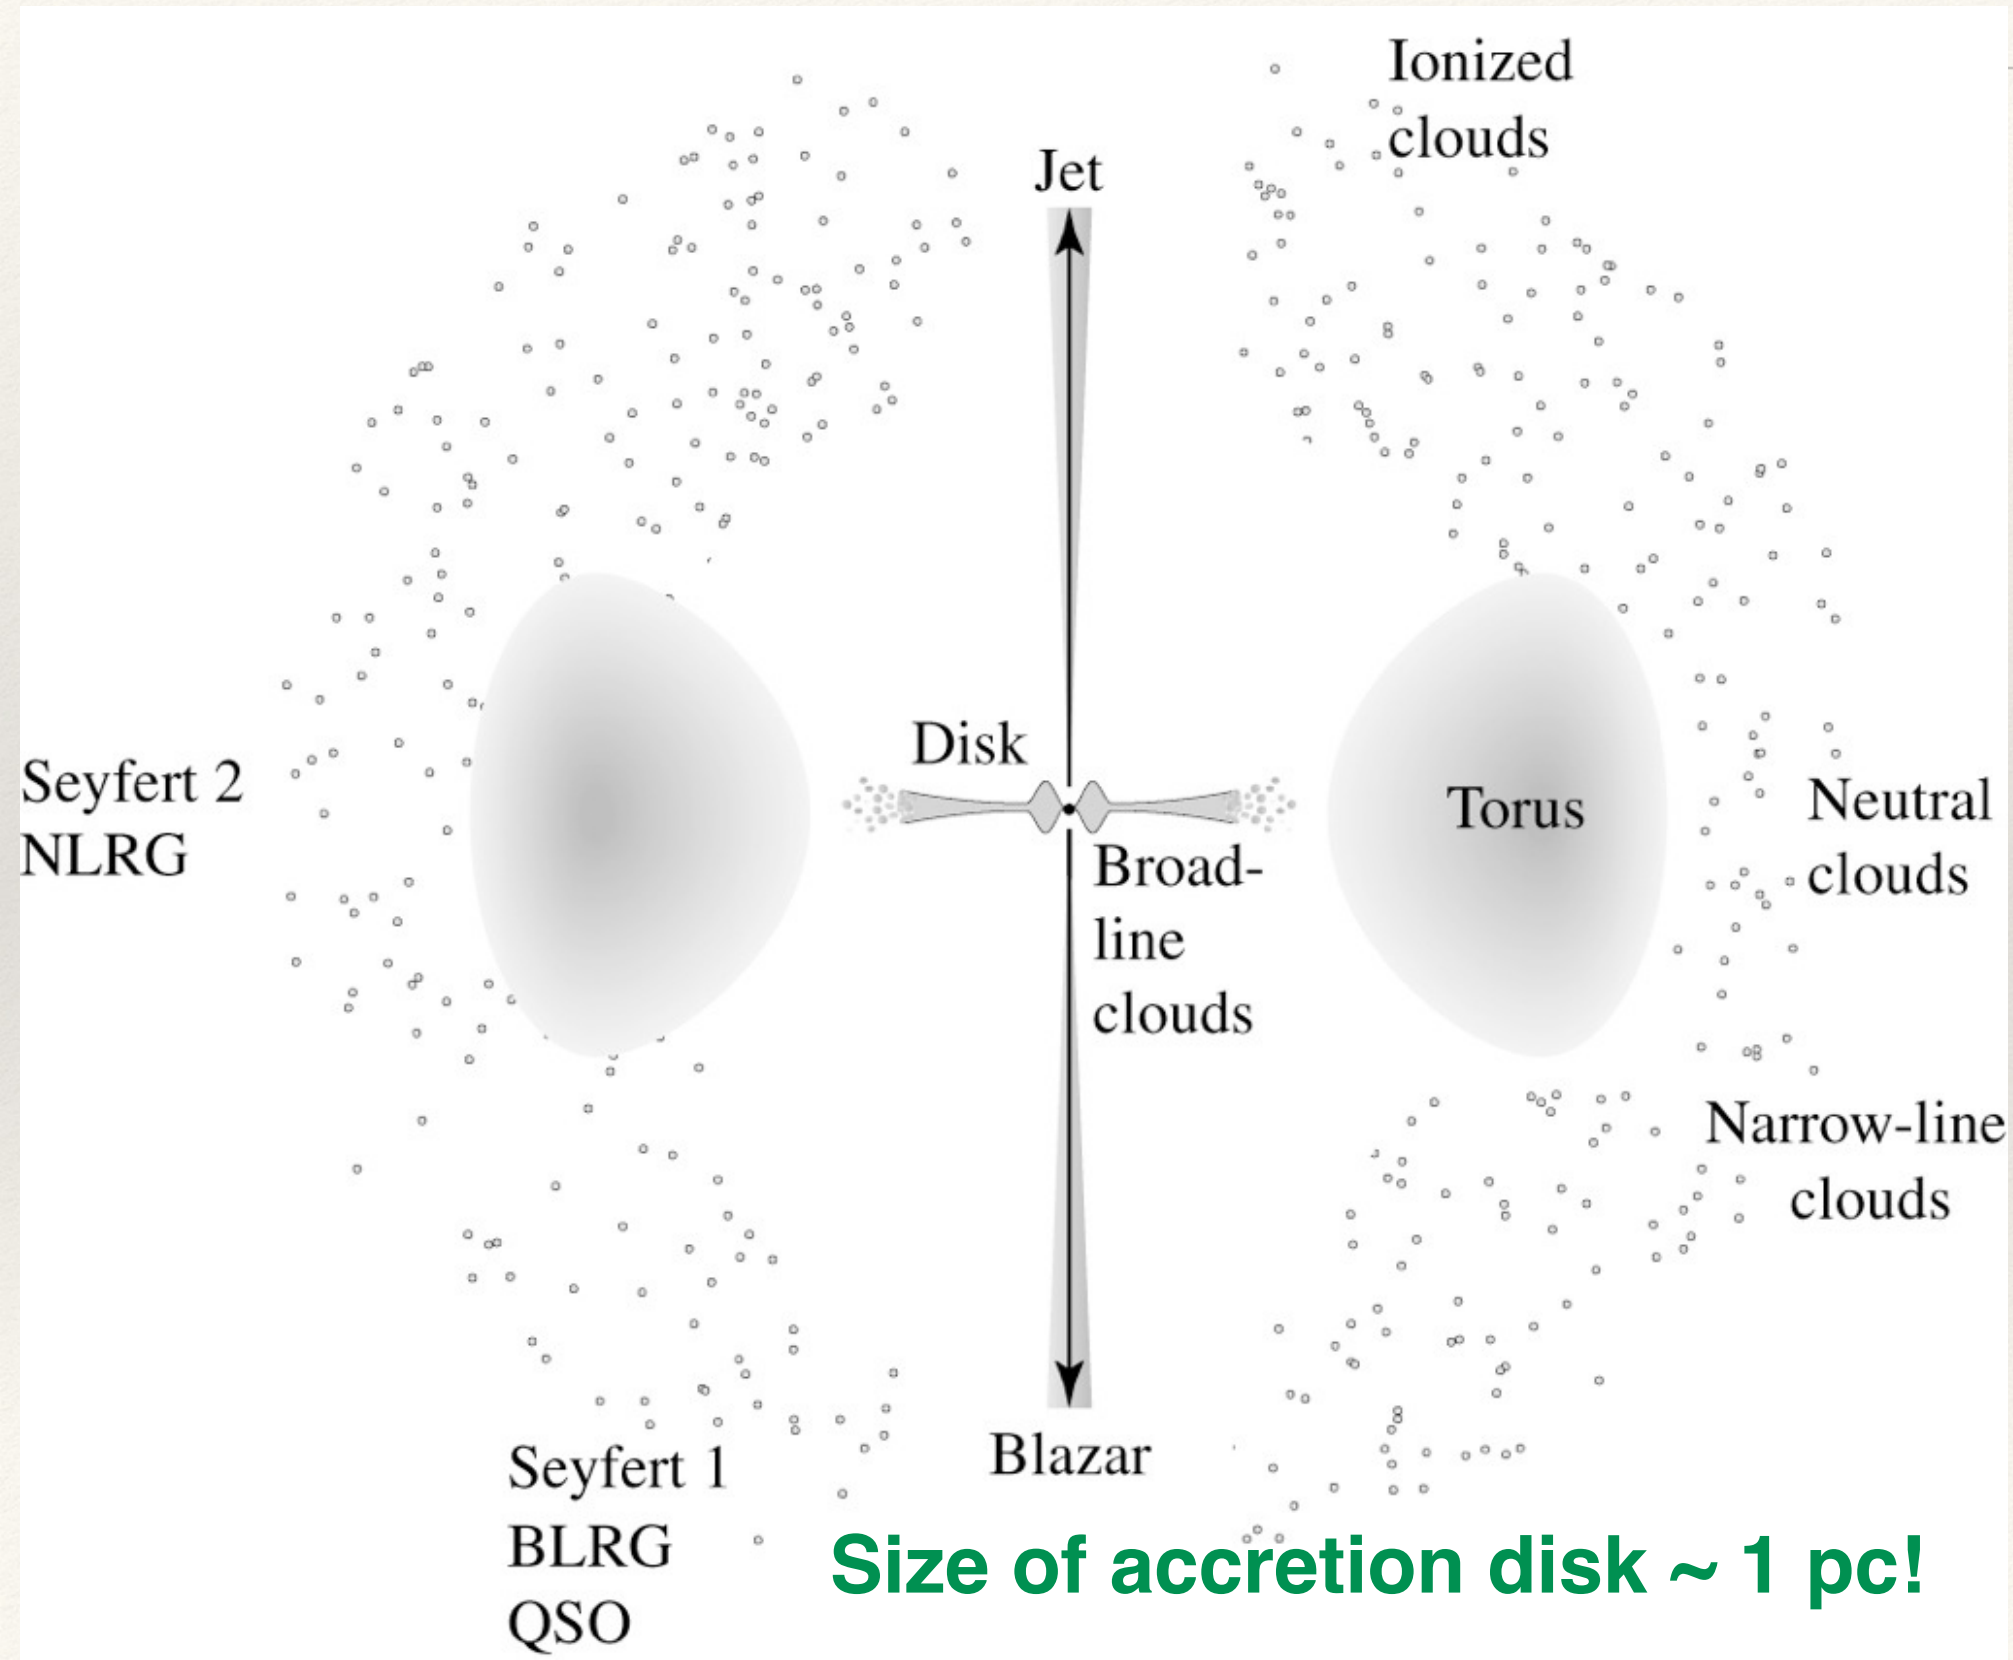 Ionized
clouds
Jet
Disk
Seyfert 2
NLRG
Torus
Neutral
clouds
Broad-
line
clouds
Narrow-line
clouds
Blazar
Seyfert 1
BLRG
QSO
Size of accretion disk ~ 1 pc!